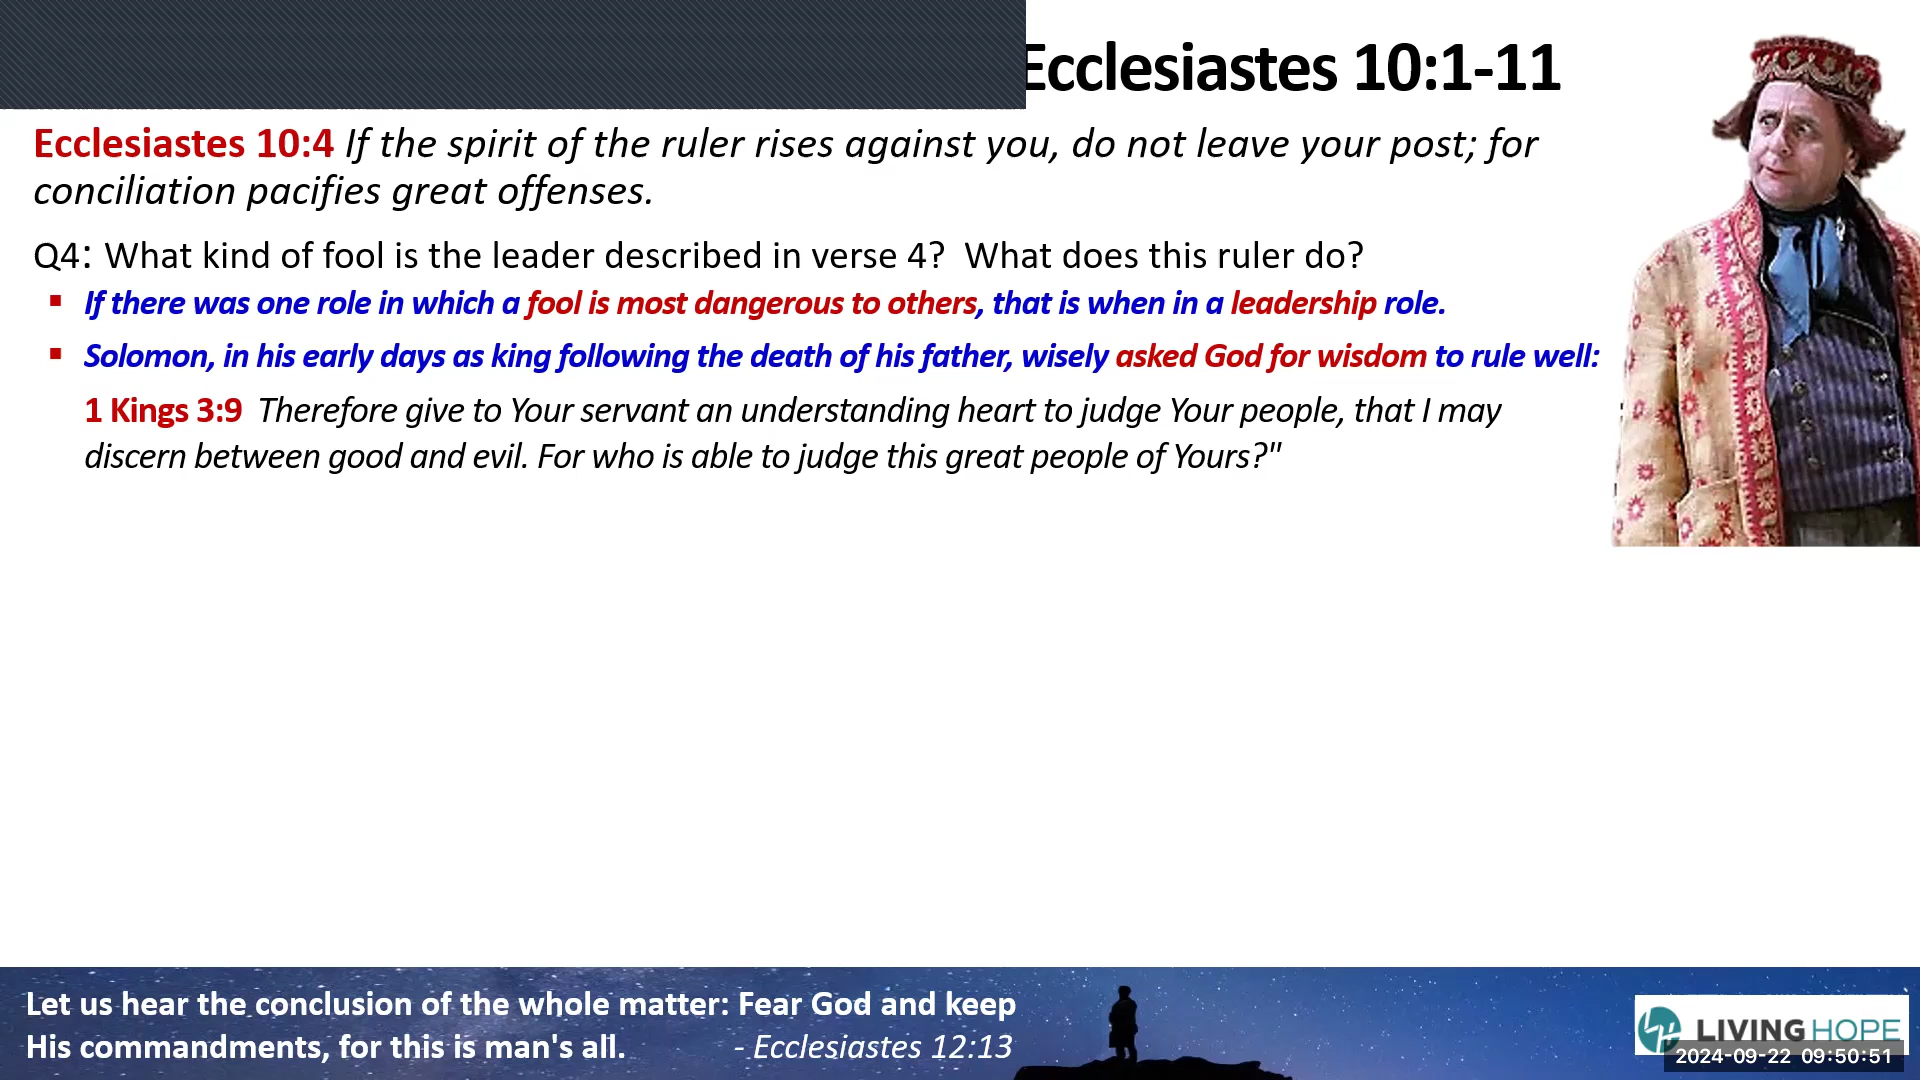 Ecclesiastes 10:1-11
Ecclesiastes 10:4 If the spirit of the ruler rises against you, do not leave your post; for
conciliation pacifies great offenses.
Q4: What kind of fool is the leader described in verse 4?  What does this ruler do?
▪ If there was one role in which a fool is most dangerous to others, that is when in a leadership role.
▪ Solomon, in his early days as king following the death of his father, wisely asked God for wisdom to rule well:
1 Kings 3:9  Therefore give to Your servant an understanding heart to judge Your people, that I may
discern between good and evil. For who is able to judge this great people of Yours?"
Let us hear the conclusion of the whole matter: Fear God and keep
His commandments, for this is man's all. - Ecclesiastes 12:13
LIVING HOPE
2024-09-22 09:50:51